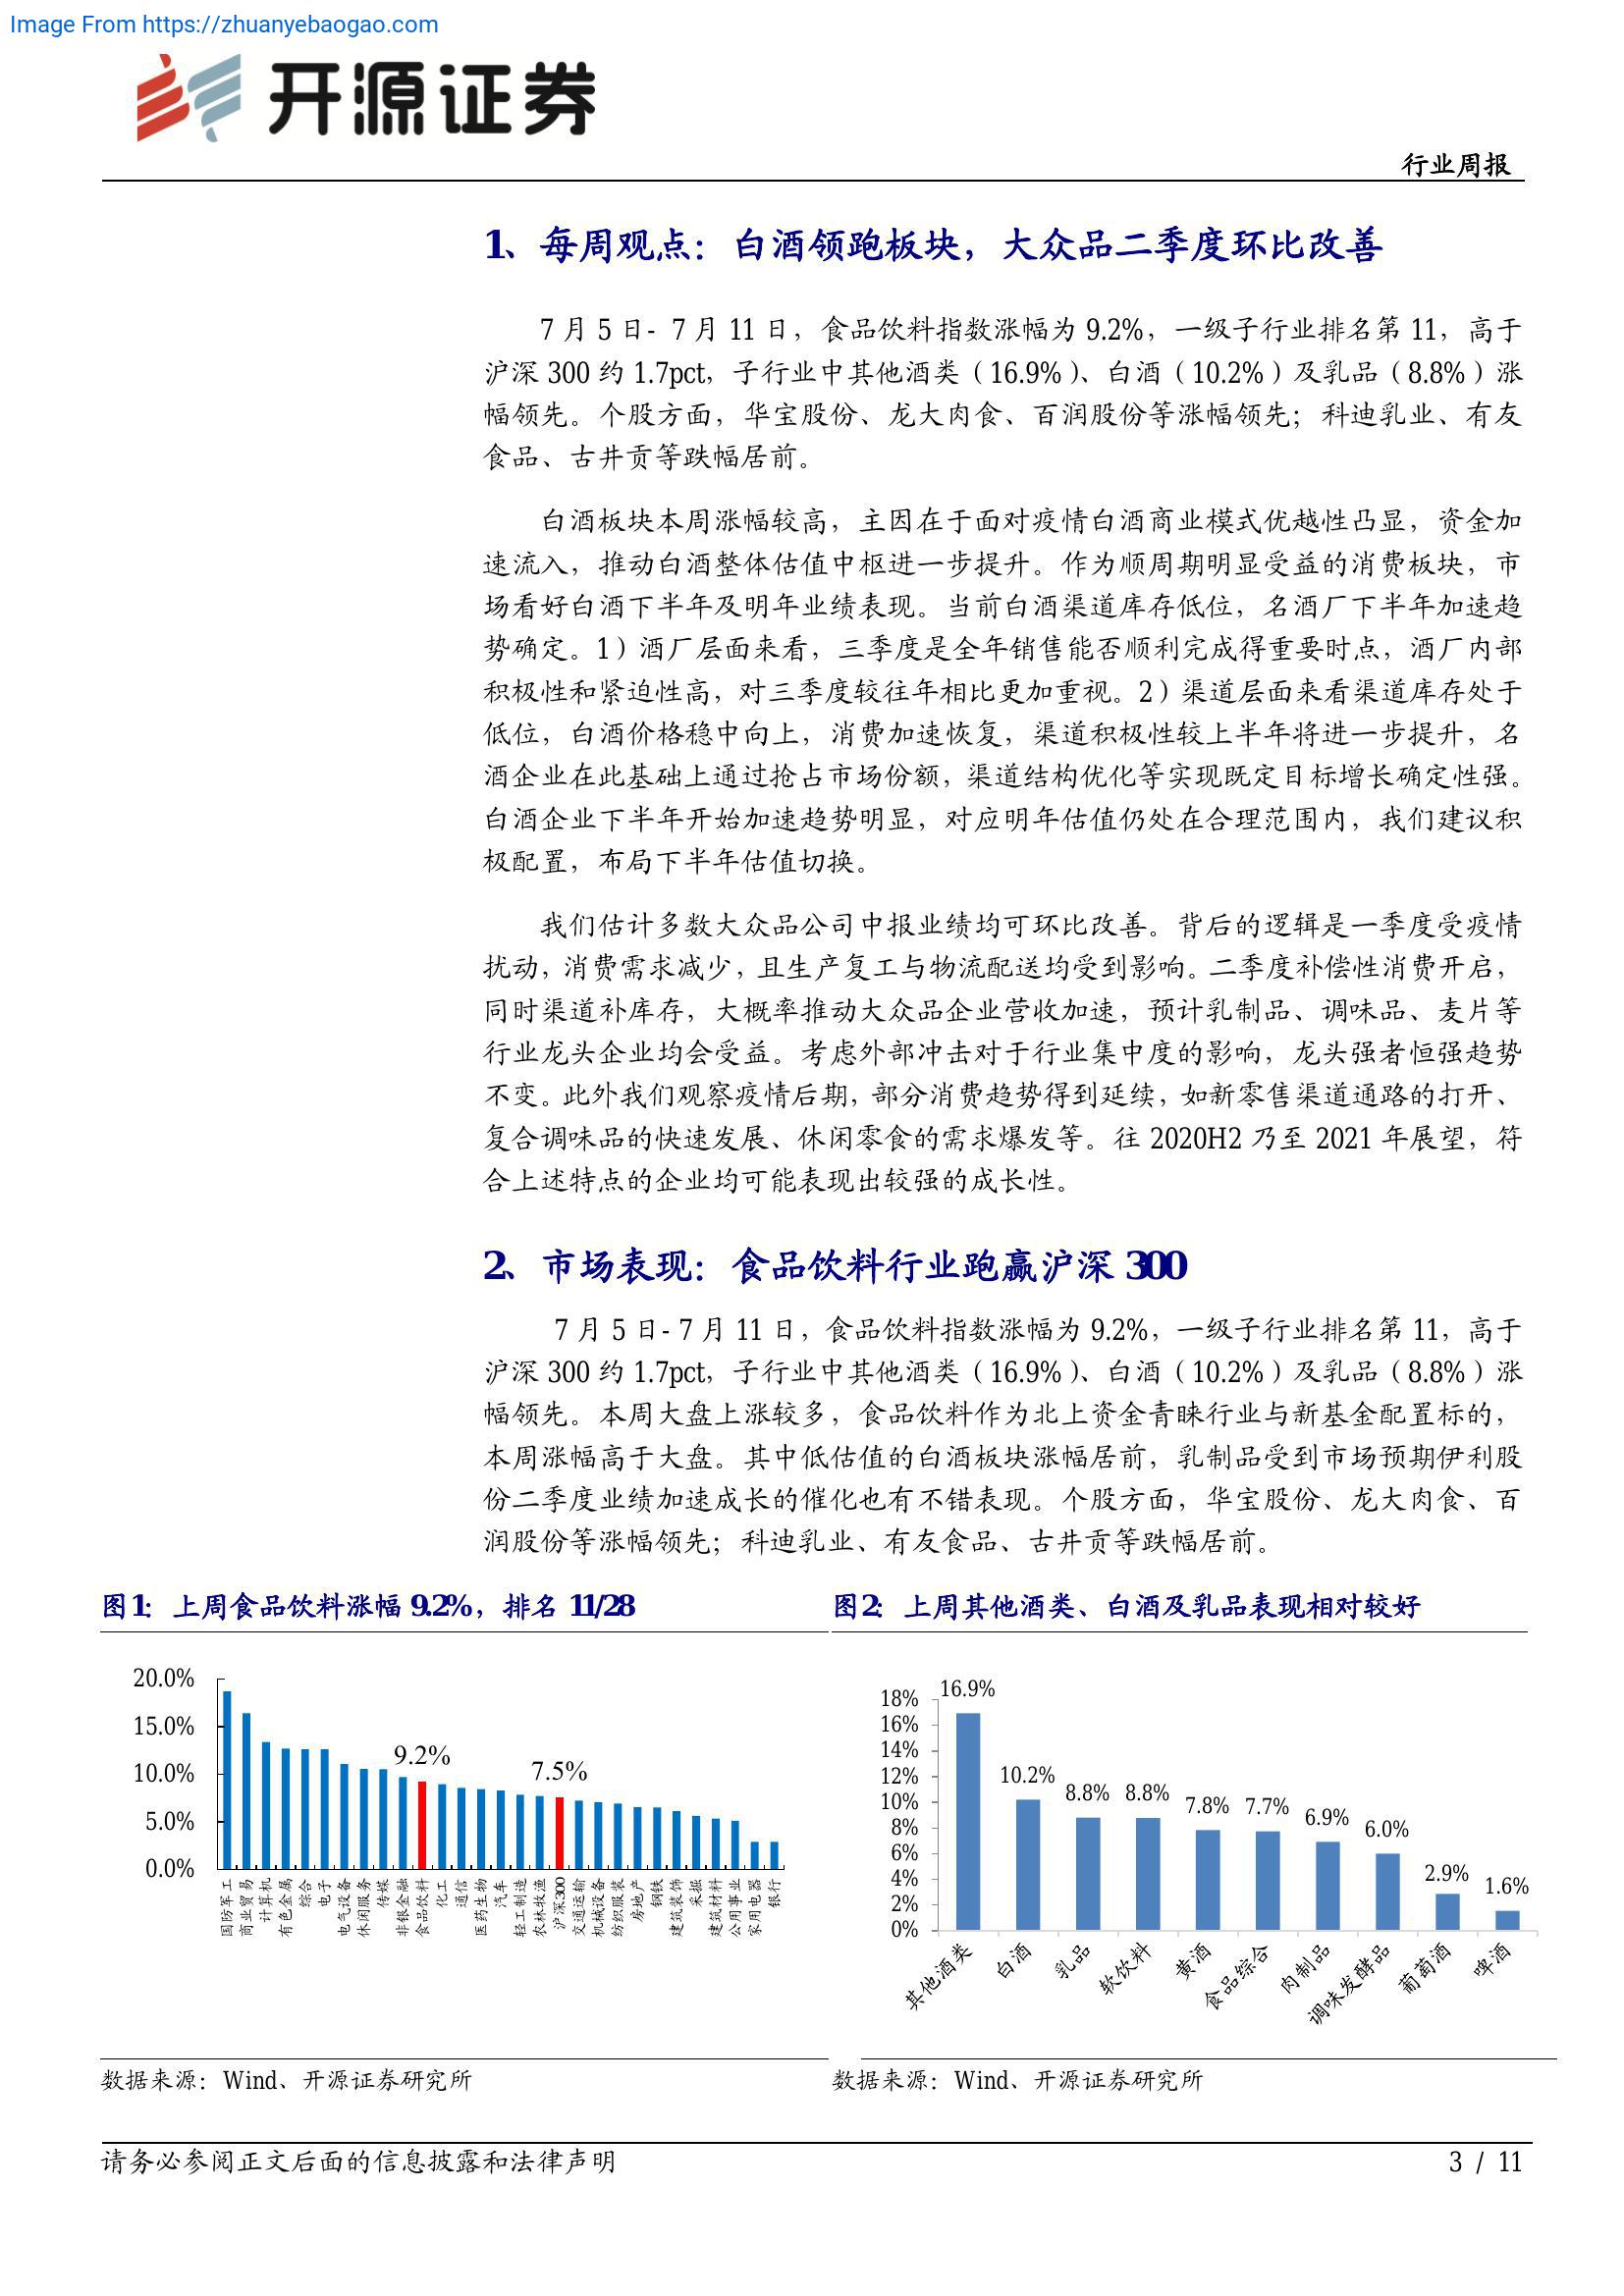 Image From https://zhuanyebaogao.com
开源证券
行业周报
1、每周观点：白酒领跑板块，大众品二季度环比改善
7 月 5 日- 7 月 11 日，食品饮料指数涨幅为 9.2%，一级子行业排名第 11，高于
沪深 300 约 1.7pct，子行业中其他酒类（16.9%）、白酒（10.2%）及乳品（8.8%）涨
幅领先。个股方面，华宝股份、龙大肉食、百润股份等涨幅领先；科迪乳业、有友
食品、古井贡等跌幅居前。
白酒板块本周涨幅较高，主因在于面对疫情白酒商业模式优越性凸显，资金加
速流入，推动白酒整体估值中枢进一步提升。作为顺周期明显受益的消费板块，市
场看好白酒下半年及明年业绩表现。当前白酒渠道库存低位，名酒厂下半年加速趋
势确定。1）酒厂层面来看，三季度是全年销售能否顺利完成得重要时点，酒厂内部
积极性和紧迫性高，对三季度较往年相比更加重视。2）渠道层面来看渠道库存处于
低位，白酒价格稳中向上，消费加速恢复，渠道积极性较上半年将进一步提升，名
酒企业在此基础上通过抢占市场份额，渠道结构优化等实现既定目标增长确定性强。
白酒企业下半年开始加速趋势明显，对应明年估值仍处在合理范围内，我们建议积
极配置，布局下半年估值切换。
我们估计多数大众品公司中报业绩均可环比改善。背后的逻辑是一季度受疫情
扰动，消费需求减少，且生产复工与物流配送均受到影响。二季度补偿性消费开启，
同时渠道补库存，大概率推动大众品企业营收加速，预计乳制品、调味品、麦片等
行业龙头企业均会受益。考虑外部冲击对于行业集中度的影响，龙头强者恒强趋势
不变。此外我们观察疫情后期，部分消费趋势得到延续，如新零售渠道通路的打开、
复合调味品的快速发展、休闲零食的需求爆发等。往 2020H2 乃至 2021 年展望，符
合上述特点的企业均可能表现出较强的成长性。
2、市场表现：食品饮料行业跑赢沪深 300
7 月 5 日- 7 月 11 日，食品饮料指数涨幅为 9.2%，一级子行业排名第 11，高于
沪深 300 约 1.7pct，子行业中其他酒类（16.9%）、白酒（10.2%）及乳品（8.8%）涨
幅领先。本周大盘上涨较多，食品饮料作为北上资金青睐行业与新基金配置标的，
本周涨幅高于大盘。其中低估值的白酒板块涨幅居前，乳制品受到市场预期伊利股
份二季度业绩加速成长的催化也有不错表现。个股方面，华宝股份、龙大肉食、百
润股份等涨幅领先；科迪乳业、有友食品、古井贡等跌幅居前。
图1：上周食品饮料涨幅 9.2%，排名 11/28
20.0%
15.0%
10.0%
5.0%
0.0%
9.2%
7.5%
国防军工
商业贸易
计算机
有色金属
综合
电子
电气设备
休闲服务
传媒
非银金融
食品饮料
化工
通信
医药生物
汽车
轻工制造
农林牧渔
沪深300
交通运输
机械设备
纺织服装
房地产
钢铁
建筑装饰
采掘
建筑材料
公用事业
家用电器
银行
数据来源：Wind、开源证券研究所
图2：上周其他酒类、白酒及乳品表现相对较好
18%
16%
14%
12%
10%
8%
6%
4%
2%
0%
16.9%
10.2%
8.8%
8.8%
7.8%
7.7%
6.9%
6.0%
2.9%
1.6%
其他酒类
白酒
乳品
软饮料
黄酒
食品综合
肉制品
调味发酵品
葡萄酒
啤酒
数据来源：Wind、开源证券研究所
请务必参阅正文后面的信息披露和法律声明
3 / 11